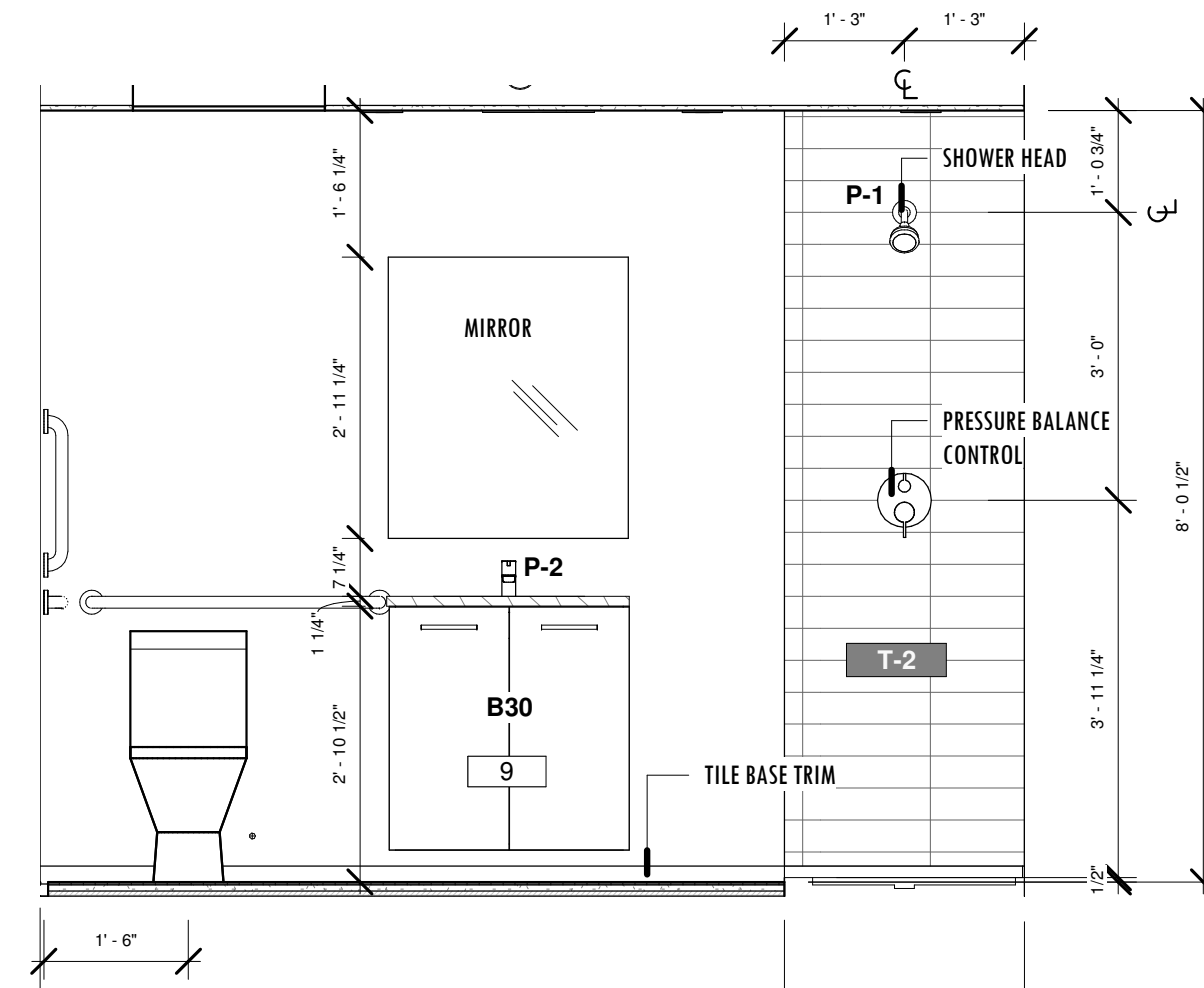 1' - 3"
1' - 3"
CL
1' - 6 1/4"
SHOWER HEAD
1' - 0 3/4"
P-1
CL
MIRROR
2' - 11 1/4"
3' - 0"
PRESSURE BALANCE
CONTROL
8' - 0 1/2"
7 1/4"
P-2
1 1/4"
T-2
3' - 11 1/4"
B30
2' - 10 1/2"
9
TILE BASE TRIM
1/2"
1' - 6"